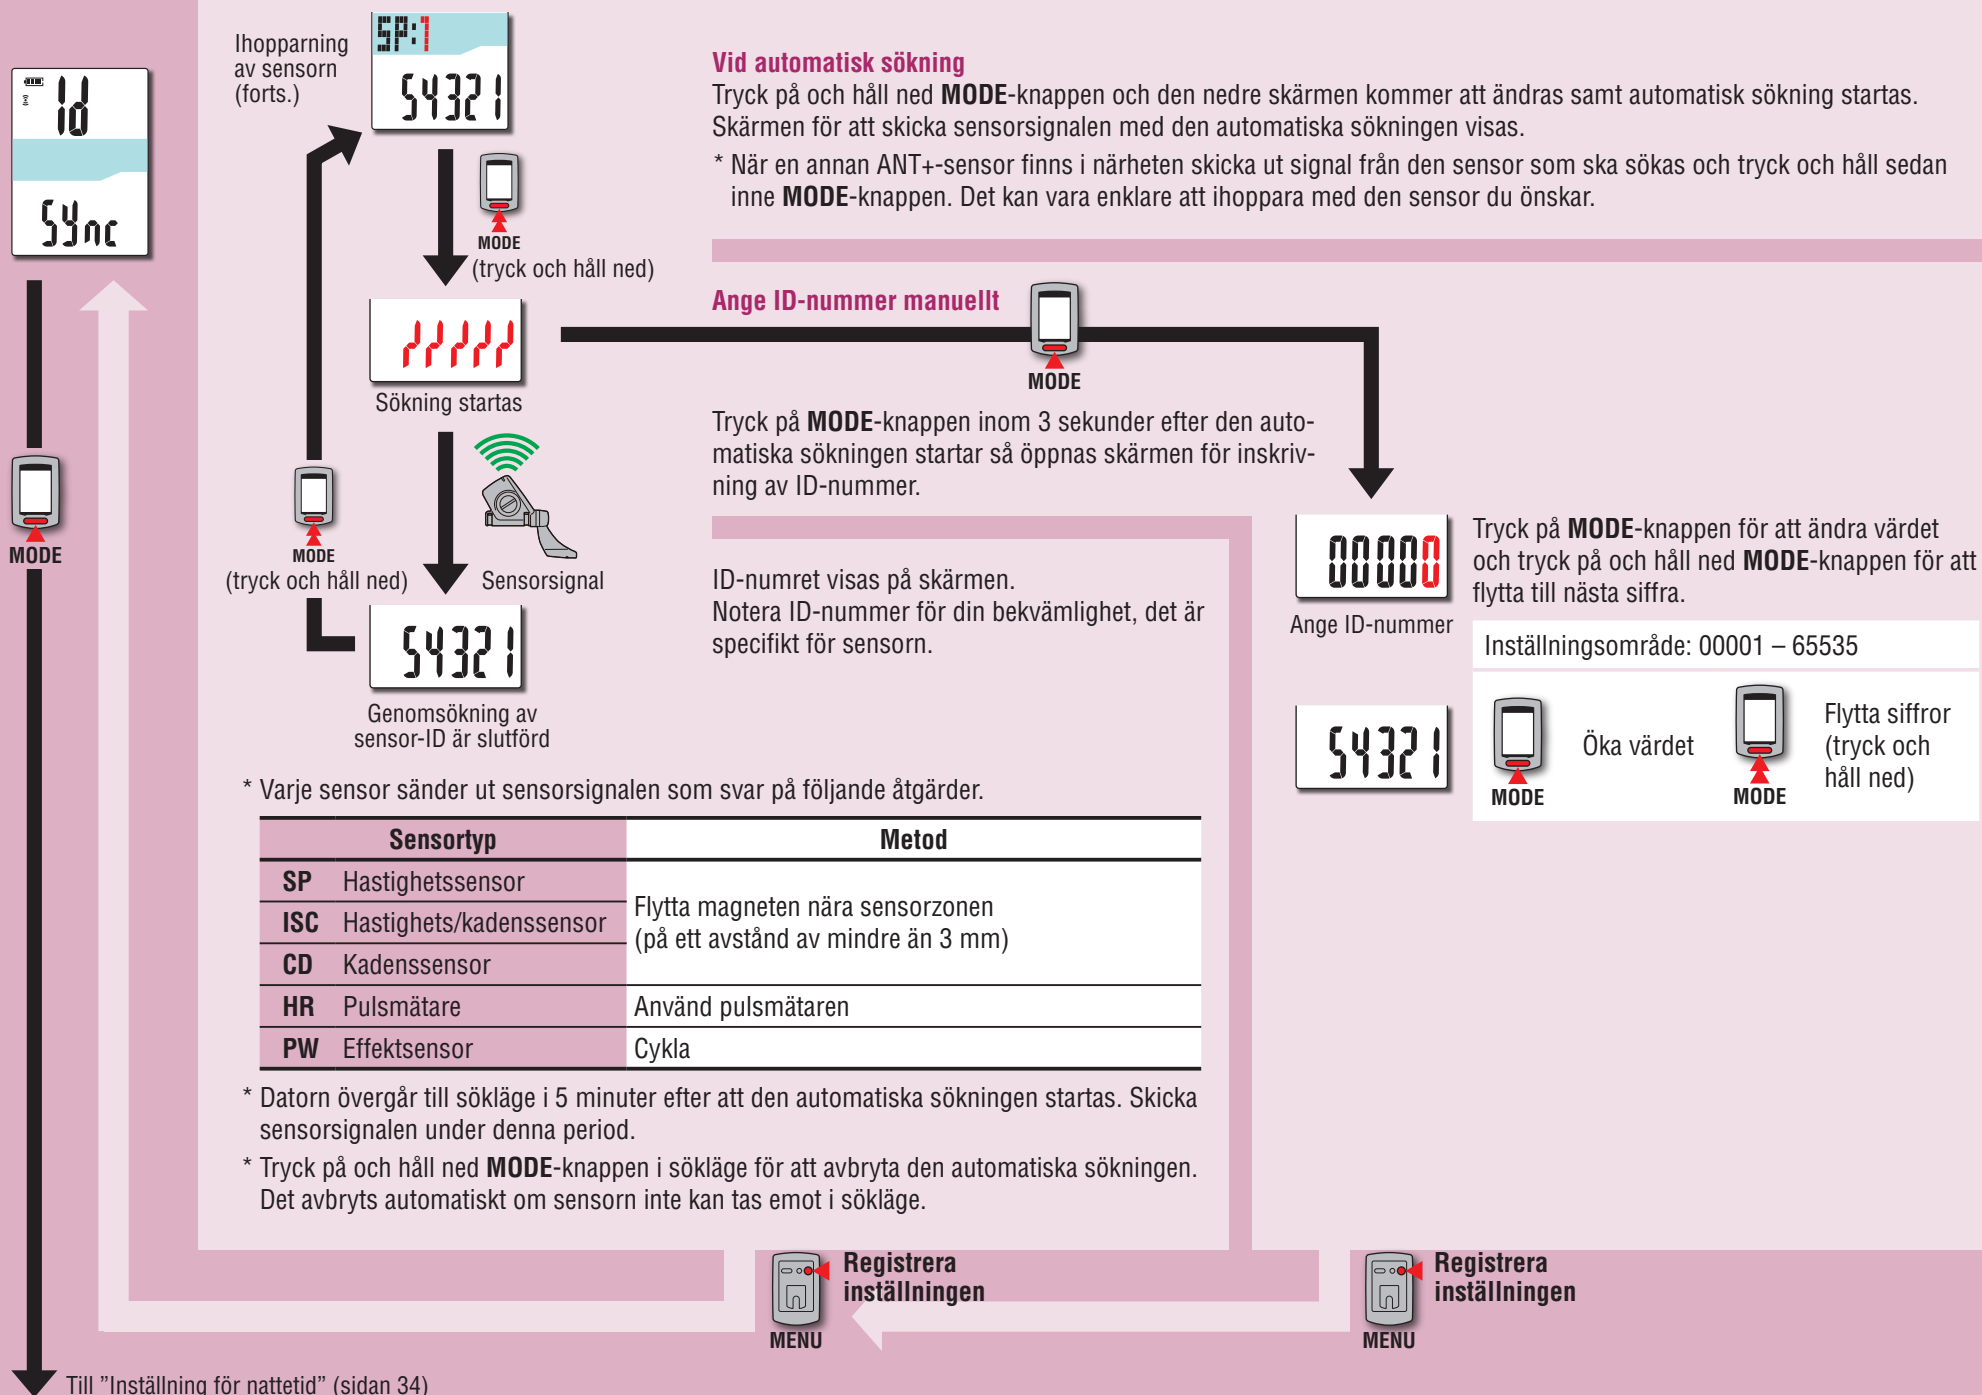 Id
Sync
MODE
Ihopparning
av sensorn
(forts.)
SP:1
54321
MODE
(tryck och håll ned)
Sökning startas
MODE
(tryck och håll ned)
Sensorsignal
54321
Genomsökning av
sensor-ID är slutförd
Vid automatisk sökning
Tryck på och håll ned MODE-knappen och den nedre skärmen kommer att ändras samt automatisk sökning startas.
Skärmen för att skicka sensorsignalen med den automatiska sökningen visas.
* När en annan ANT+-sensor finns i närheten skicka ut signal från den sensor som ska sökas och tryck och håll sedan
inne MODE-knappen. Det kan vara enklare att ihoppara med den sensor du önskar.
Ange ID-nummer manuellt
MODE
Tryck på MODE-knappen inom 3 sekunder efter den auto-
matiska sökningen startar så öppnas skärmen för inskriv-
ning av ID-nummer.
ID-numret visas på skärmen.
Notera ID-nummer för din bekvämlighet, det är
specifikt för sensorn.
00000
Ange ID-nummer
54321
Tryck på MODE-knappen för att ändra värdet
och tryck på och håll ned MODE-knappen för att
flytta till nästa siffra.
Inställningsområde: 00001 – 65535
MODE
Öka värdet
MODE
Flytta siffror
(tryck och
håll ned)
* Varje sensor sänder ut sensorsignalen som svar på följande åtgärder.
Sensortyp Metod
SP Hastighetssensor
ISC Hastighets/kadenssensor
CD Kadenssensor
Flytta magneten nära sensorzonen
(på ett avstånd av mindre än 3 mm)
HR Pulsmätare Använd pulsmätaren
PW Effektsensor Cykla
* Datorn övergår till sökläge i 5 minuter efter att den automatiska sökningen startas. Skicka
sensorsignalen under denna period.
* Tryck på och håll ned MODE-knappen i sökläge för att avbryta den automatiska sökningen.
Det avbryts automatiskt om sensorn inte kan tas emot i sökläge.
Registrera
inställningen
MENU
Registrera
inställningen
MENU
Till ”Inställning för nattetid” (sidan 34)